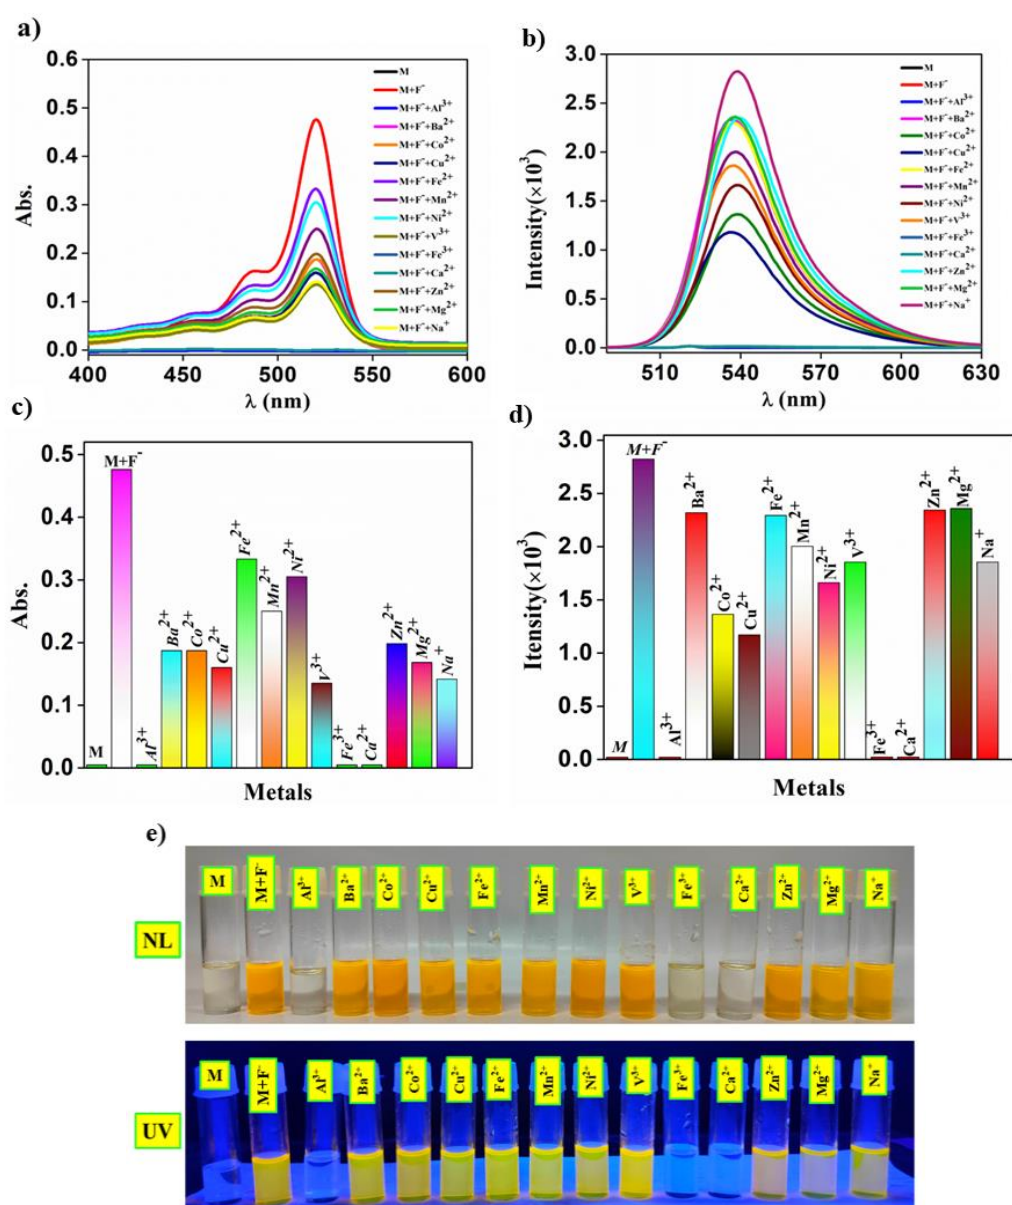 a)
0.6
0.5
0.4
0.3
0.2
0.1
0.0
Abs.
400
450
500
550
600
λ (nm)
M
M+F⁻
M+F⁻+Al³⁺
M+F⁻+Ba²⁺
M+F⁻+Co²⁺
M+F⁻+Cu²⁺
M+F⁻+Fe²⁺
M+F⁻+Mn²⁺
M+F⁻+Ni²⁺
M+F⁻+V³⁺
M+F⁻+Fe³⁺
M+F⁻+Ca²⁺
M+F⁻+Zn²⁺
M+F⁻+Mg²⁺
M+F⁻+Na⁺
b)
3.0
2.5
2.0
1.5
1.0
0.5
0.0
Intensity(×10³)
510
540
570
600
630
λ (nm)
M
M+F⁻
M+F⁻+Al³⁺
M+F⁻+Ba²⁺
M+F⁻+Co²⁺
M+F⁻+Cu²⁺
M+F⁻+Fe²⁺
M+F⁻+Mn²⁺
M+F⁻+Ni²⁺
M+F⁻+V³⁺
M+F⁻+Fe³⁺
M+F⁻+Ca²⁺
M+F⁻+Zn²⁺
M+F⁻+Mg²⁺
M+F⁻+Na⁺
c)
0.5
0.4
0.3
0.2
0.1
0.0
Abs.
M
M+F⁻
Al³⁺
Ba²⁺
Co²⁺
Cu²⁺
Fe²⁺
Mn²⁺
Ni²⁺
V³⁺
Fe³⁺
Ca²⁺
Zn²⁺
Mg²⁺
Na⁺
Metals
d)
3.0
2.5
2.0
1.5
1.0
0.5
0.0
Itensity(×10³)
M
M+F⁻
Al³⁺
Ba²⁺
Co²⁺
Cu²⁺
Fe²⁺
Mn²⁺
Ni²⁺
V³⁺
Fe³⁺
Ca²⁺
Zn²⁺
Mg²⁺
Na⁺
Metals
e)
NL
M
M+F⁻
Al³⁺
Ba²⁺
Co²⁺
Cu²⁺
Fe²⁺
Mn²⁺
Ni²⁺
V³⁺
Fe³⁺
Ca²⁺
Zn²⁺
Mg²⁺
Na⁺
UV
M
M+F⁻
Al³⁺
Ba²⁺
Co²⁺
Cu²⁺
Fe²⁺
Mn²⁺
Ni²⁺
V³⁺
Fe³⁺
Ca²⁺
Zn²⁺
Mg²⁺
Na⁺